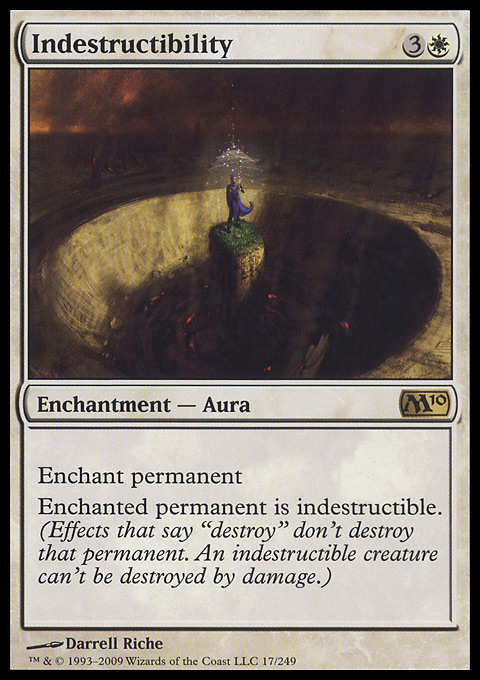 Indestructibility 3
Enchantment — Aura M10
Enchant permanent
Enchanted permanent is indestructible.
(Effects that say “destroy” don’t destroy
that permanent. An indestructible creature
can’t be destroyed by damage.)
Darrell Riche
™ & © 1993–2009 Wizards of the Coast LLC 17/249